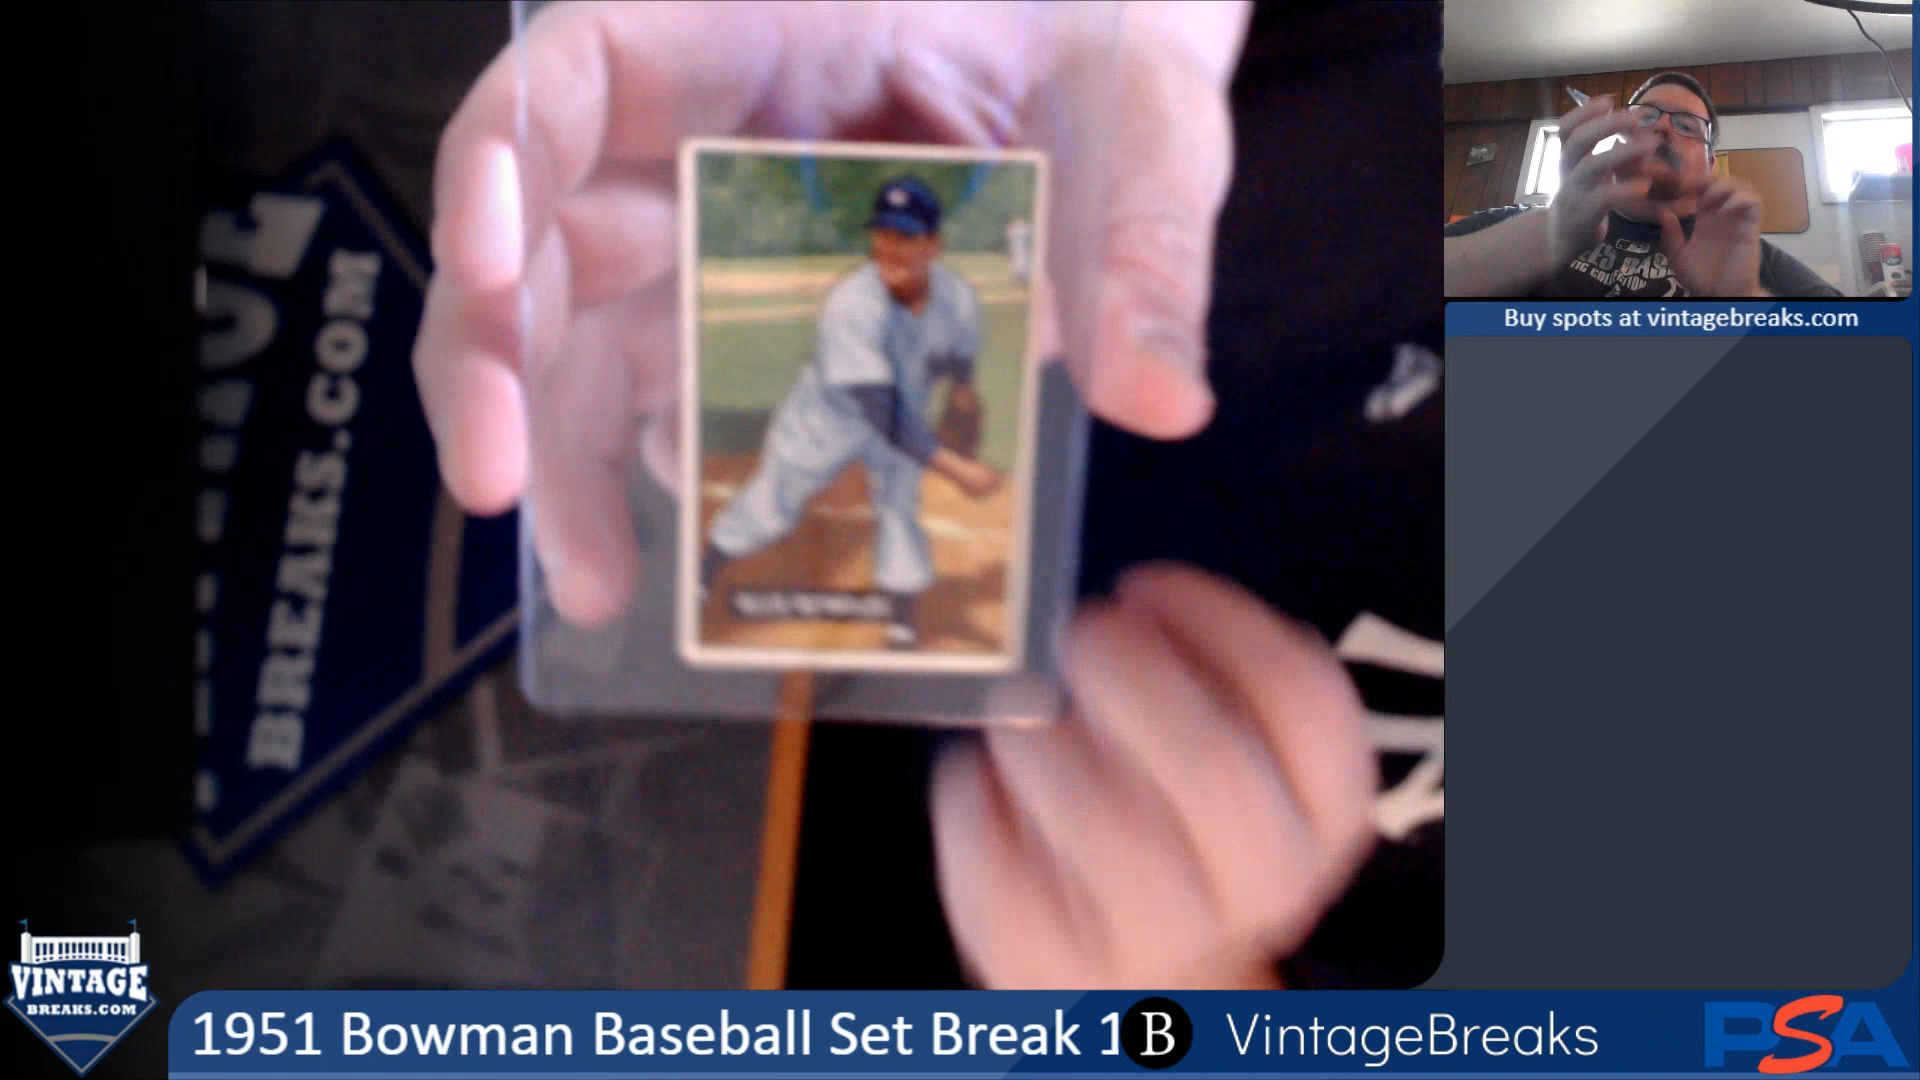 BREAKS.COM
Buy spots at vintagebreaks.com
VINTAGE
BREAKS.COM
1951 Bowman Baseball Set Break 1
B
VintageBreaks
PSA